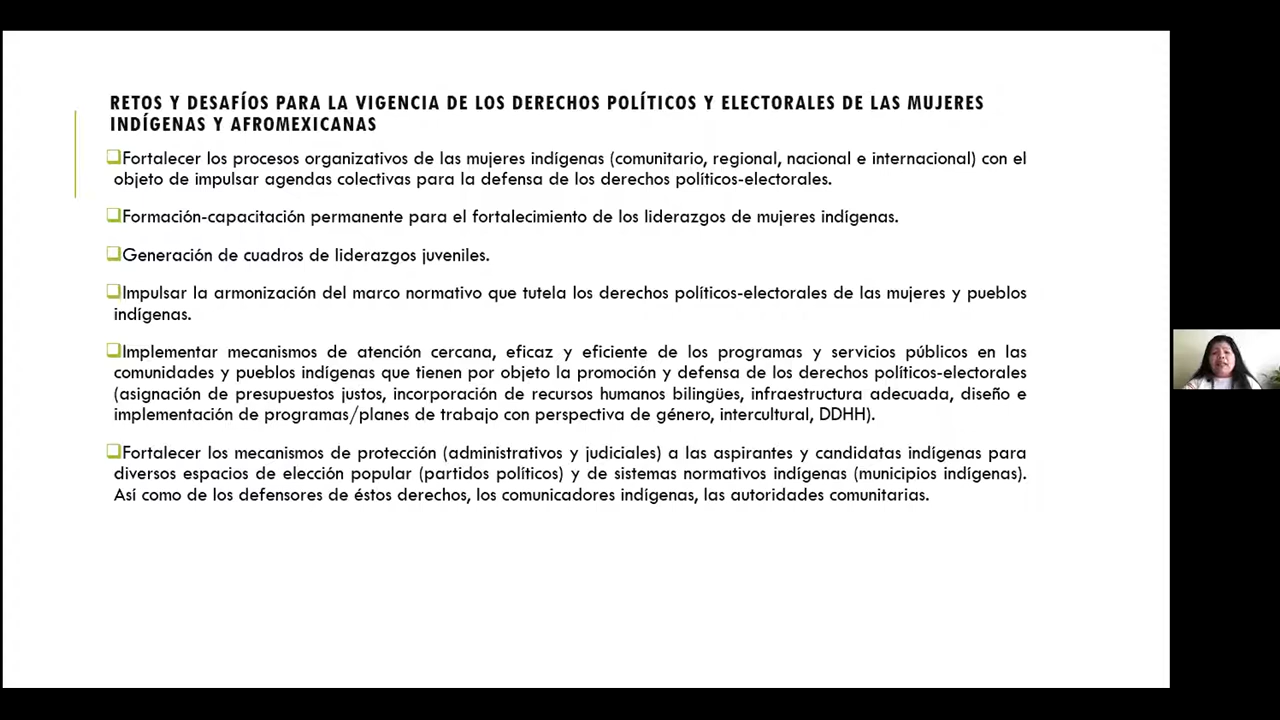 RETOS Y DESAFÍOS PARA LA VIGENCIA DE LOS DERECHOS POLÍTICOS Y ELECTORALES DE LAS MUJERES
INDÍGENAS Y AFROMEXICANAS
Fortalecer los procesos organizativos de las mujeres indígenas (comunitario, regional, nacional e internacional) con el
objeto de impulsar agendas colectivas para la defensa de los derechos políticos-electorales.
Formación-capacitación permanente para el fortalecimiento de los liderazgos de mujeres indígenas.
Generación de cuadros de liderazgos juveniles.
Impulsar la armonización del marco normativo que tutela los derechos políticos-electorales de las mujeres y pueblos
indígenas.
Implementar mecanismos de atención cercana, eficaz y eficiente de los programas y servicios públicos en las
comunidades y pueblos indígenas que tienen por objeto la promoción y defensa de los derechos políticos-electorales
(asignación de presupuestos justos, incorporación de recursos humanos bilingües, infraestructura adecuada, diseño e
implementación de programas/planes de trabajo con perspectiva de género, intercultural, DDHH).
Fortalecer los mecanismos de protección (administrativos y judiciales) a las aspirantes y candidatas indígenas para
diversos espacios de elección popular (partidos políticos) y de sistemas normativos indígenas (municipios indígenas).
Así como de los defensores de éstos derechos, los comunicadores indígenas, las autoridades comunitarias.